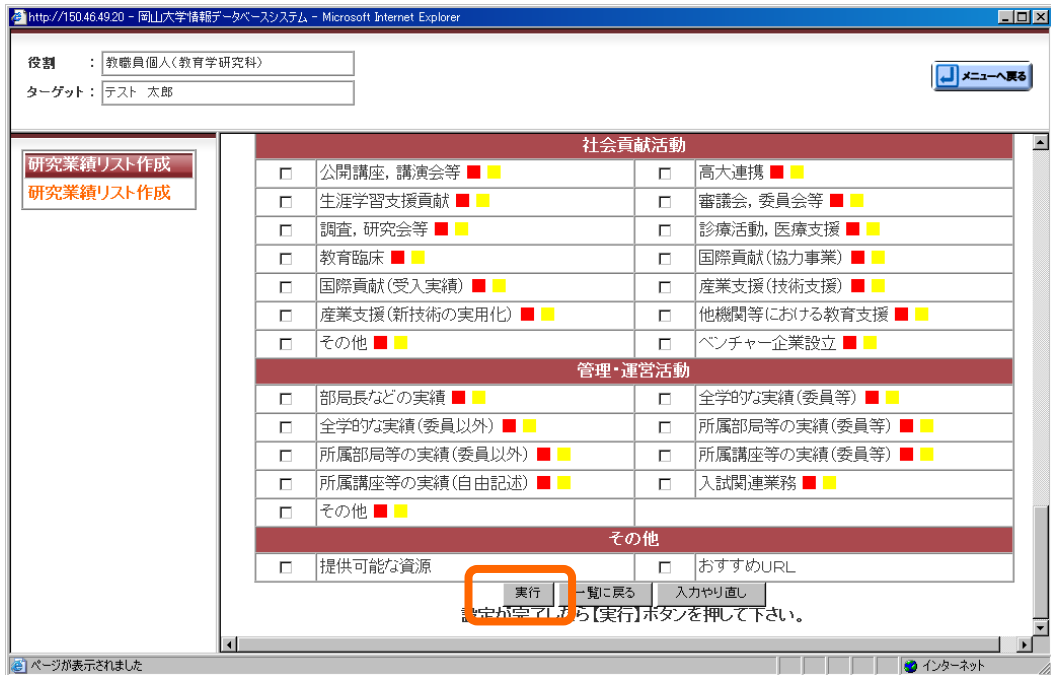 http://150.46.49.20 - 岡山大学情報データベースシステム - Microsoft Internet Explorer
役割 : 教職員個人(教育学研究科)
メニューへ戻る
ターゲット : テスト 太郎
研究業績リスト作成
研究業績リスト作成
社会貢献活動
公開講座, 講演会等 高大連携
生涯学習支援貢献 審議会, 委員会等
調査, 研究会等 診療活動, 医療支援
教育臨床 国際貢献(協力事業)
国際貢献(受入実績) 産業支援(技術支援)
産業支援(新技術の実用化) 他機関等における教育支援
その他 ベンチャー企業設立
管理・運営活動
部局長などの実績 全学的な実績(委員等)
全学的な実績(委員以外) 所属部局等の実績(委員等)
所属部局等の実績(委員以外) 所属講座等の実績(委員等)
所属講座等の実績(自由記述) 入試関連業務
その他
その他
提供可能な資源 おすすめURL
実行 一覧に戻る 入力やり直し
設定が完了したら【実行】ボタンを押して下さい。
ページが表示されました インターネット